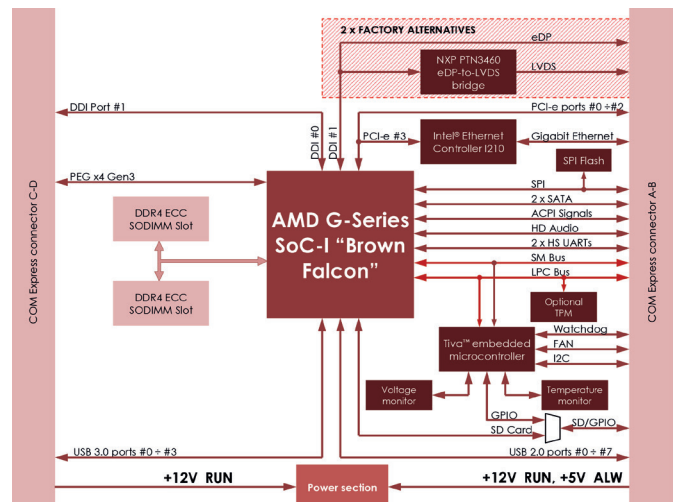 2 x FACTORY ALTERNATIVES
eDP
NXP PTN3460
eDP-to-LVDS
bridge
LVDS
DDI Port #1
DDI #0
DDI #1
PCI-e ports #0 ÷#2
PCI-e #3
Intel® Ethernet
Controller I210
Gigabit Ethernet
SPI Flash
PEG x4 Gen3
AMD G-Series
SoC-I “Brown
Falcon”
SPI
2 x SATA
ACPI Signals
HD Audio
2 x HS UARTs
SM Bus
LPC Bus
DDR4 ECC
SODIMM Slot
DDR4 ECC
SODIMM Slot
COM Express connector C-D
COM Express connector A-B
Optional
TPM
Tiva™ embedded
microcontroller
Watchdog
FAN
I2C
Voltage
monitor
Temperature
monitor
GPIO
SD Card
SD/GPIO
USB 3.0 ports #0 ÷ #3
USB 2.0 ports #0 ÷ #7
+12V RUN
Power section
+12V RUN, +5V ALW